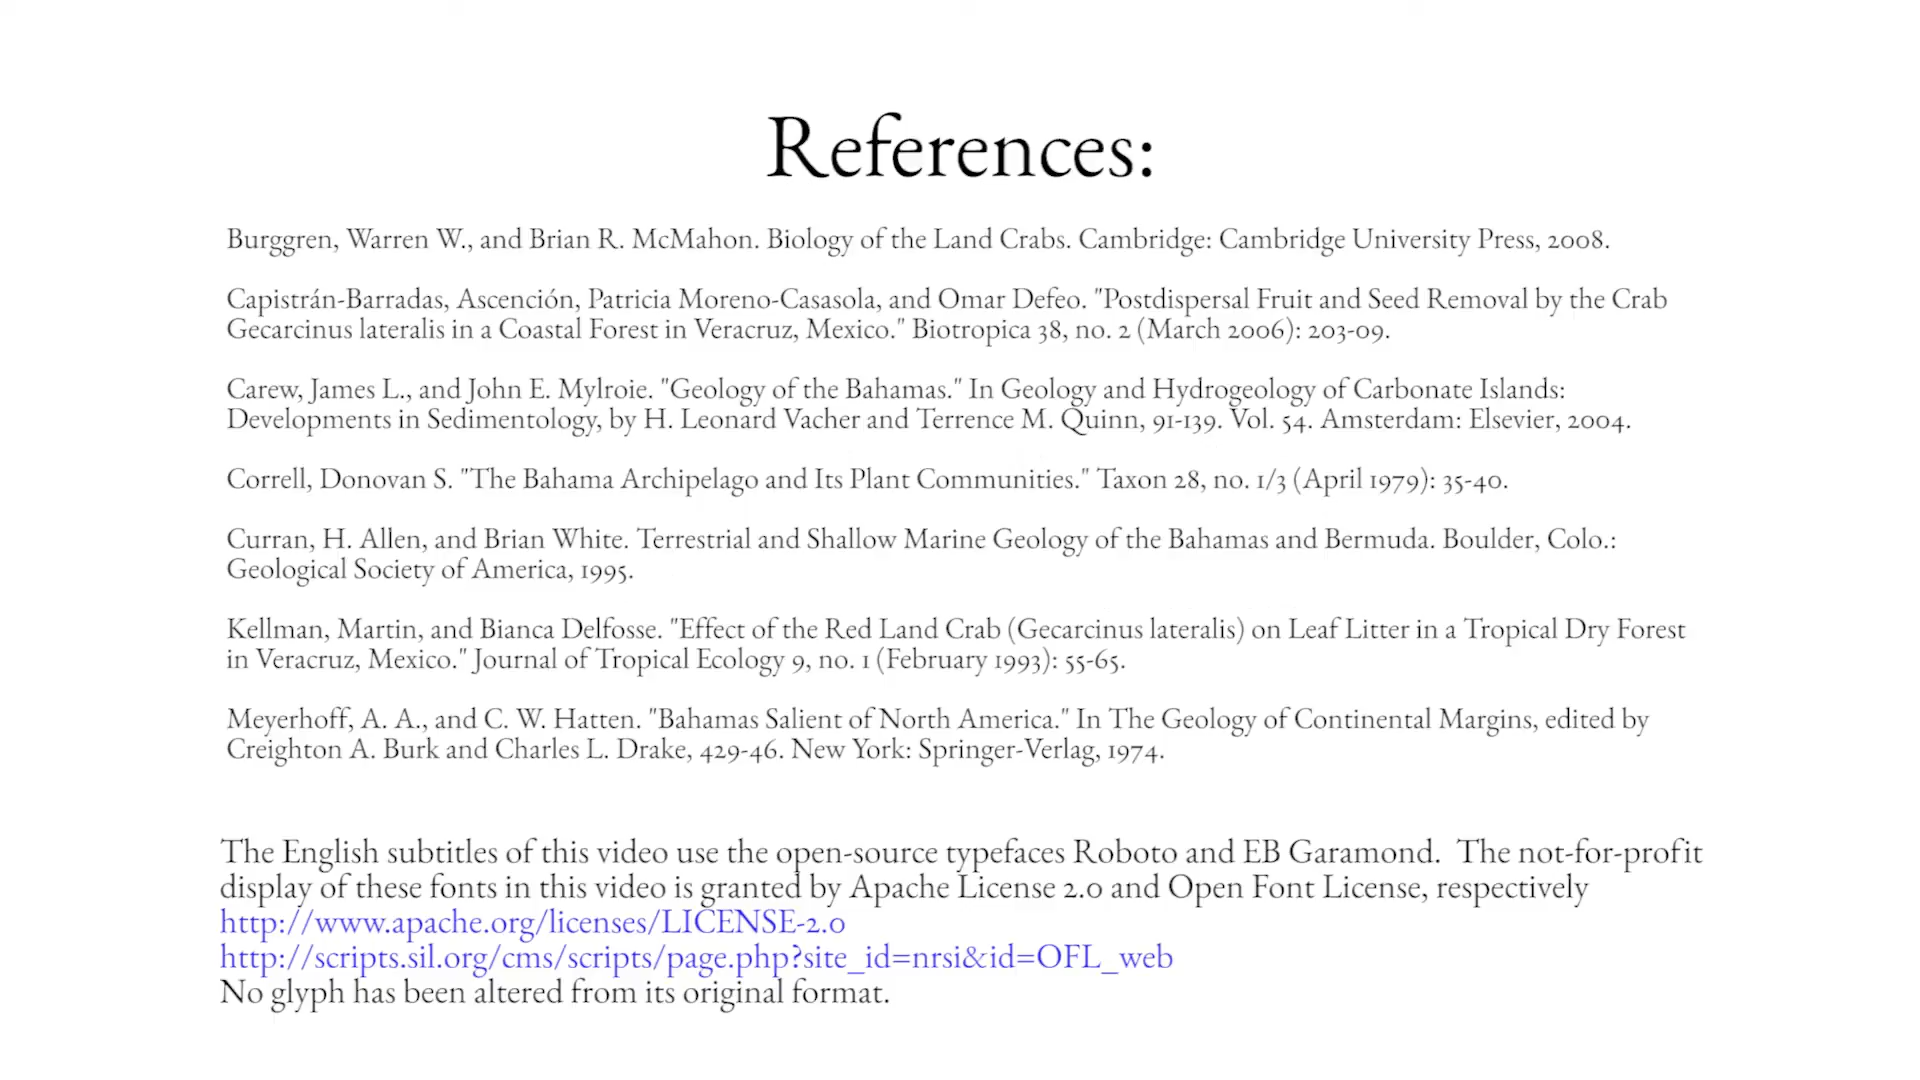 References:
Burggren, Warren W., and Brian R. McMahon. Biology of the Land Crabs. Cambridge: Cambridge University Press, 2008.
Capistrán-Barradas, Ascención, Patricia Moreno-Casasola, and Omar Defeo. "Postdispersal Fruit and Seed Removal by the Crab
Gecarcinus lateralis in a Coastal Forest in Veracruz, Mexico." Biotropica 38, no. 2 (March 2006): 203-09.
Carew, James L., and John E. Mylroie. "Geology of the Bahamas." In Geology and Hydrogeology of Carbonate Islands:
Developments in Sedimentology, by H. Leonard Vacher and Terrence M. Quinn, 91-139. Vol. 54. Amsterdam: Elsevier, 2004.
Correll, Donovan S. "The Bahama Archipelago and Its Plant Communities." Taxon 28, no. 1/3 (April 1979): 35-40.
Curran, H. Allen, and Brian White. Terrestrial and Shallow Marine Geology of the Bahamas and Bermuda. Boulder, Colo.:
Geological Society of America, 1995.
Kellman, Martin, and Bianca Delfosse. "Effect of the Red Land Crab (Gecarcinus lateralis) on Leaf Litter in a Tropical Dry Forest
in Veracruz, Mexico." Journal of Tropical Ecology 9, no. 1 (February 1993): 55-65.
Meyerhoff, A. A., and C. W. Hatten. "Bahamas Salient of North America." In The Geology of Continental Margins, edited by
Creighton A. Burk and Charles L. Drake, 429-46. New York: Springer-Verlag, 1974.
The English subtitles of this video use the open-source typefaces Roboto and EB Garamond.  The not-for-profit
display of these fonts in this video is granted by Apache License 2.0 and Open Font License, respectively
http://www.apache.org/licenses/LICENSE-2.0
http://scripts.sil.org/cms/scripts/page.php?site_id=nrsi&id=OFL_web
No glyph has been altered from its original format.